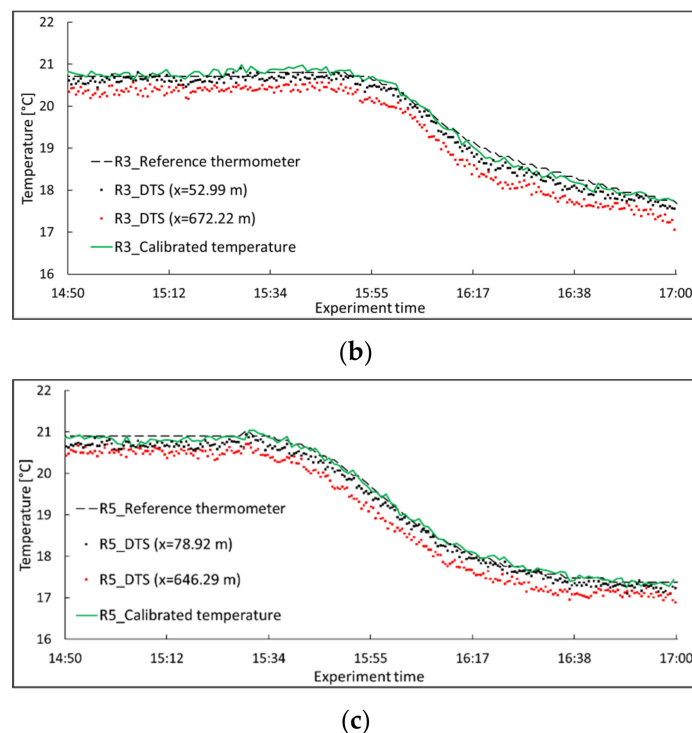 22
21
20
19
18
17
16
Temperature [°C]
R3_Reference thermometer
R3_DTS (x=52.99 m)
R3_DTS (x=672.22 m)
R3_Calibrated temperature
14:50 15:12 15:34 15:55 16:17 16:38 17:00
Experiment time
(b)
22
21
20
19
18
17
16
Temperature [°C]
R5_Reference thermometer
R5_DTS (x=78.92 m)
R5_DTS (x=646.29 m)
R5_Calibrated temperature
14:50 15:12 15:34 15:55 16:17 16:38 17:00
Experiment time
(c)